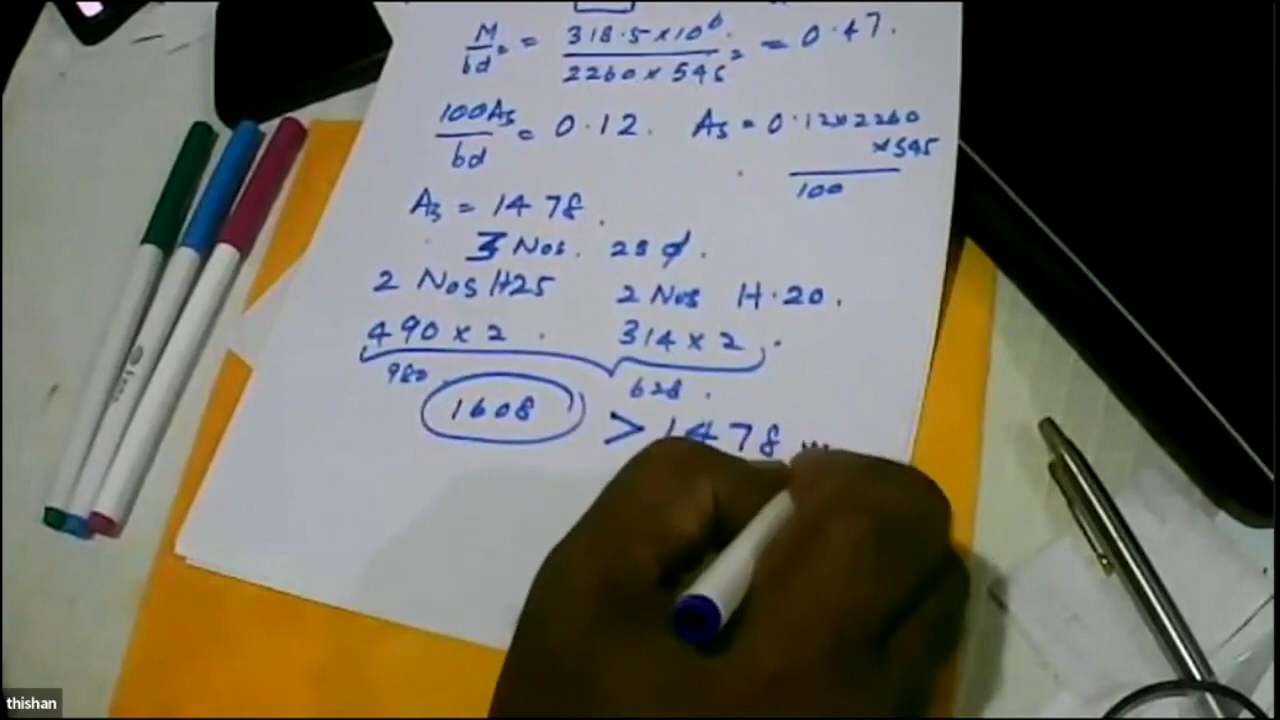 M/bd² = 318.5 x 10⁶ / 2260 x 545² = 0.47.
100As/bd = 0.12. As = 0.12 x 2260 x 545 / 100
As = 1478.
3 Nos. 25 ø.
2 Nos H25 2 Nos H.20.
490 x 2. 314 x 2.
980. 628.
1608 > 1478
thishan